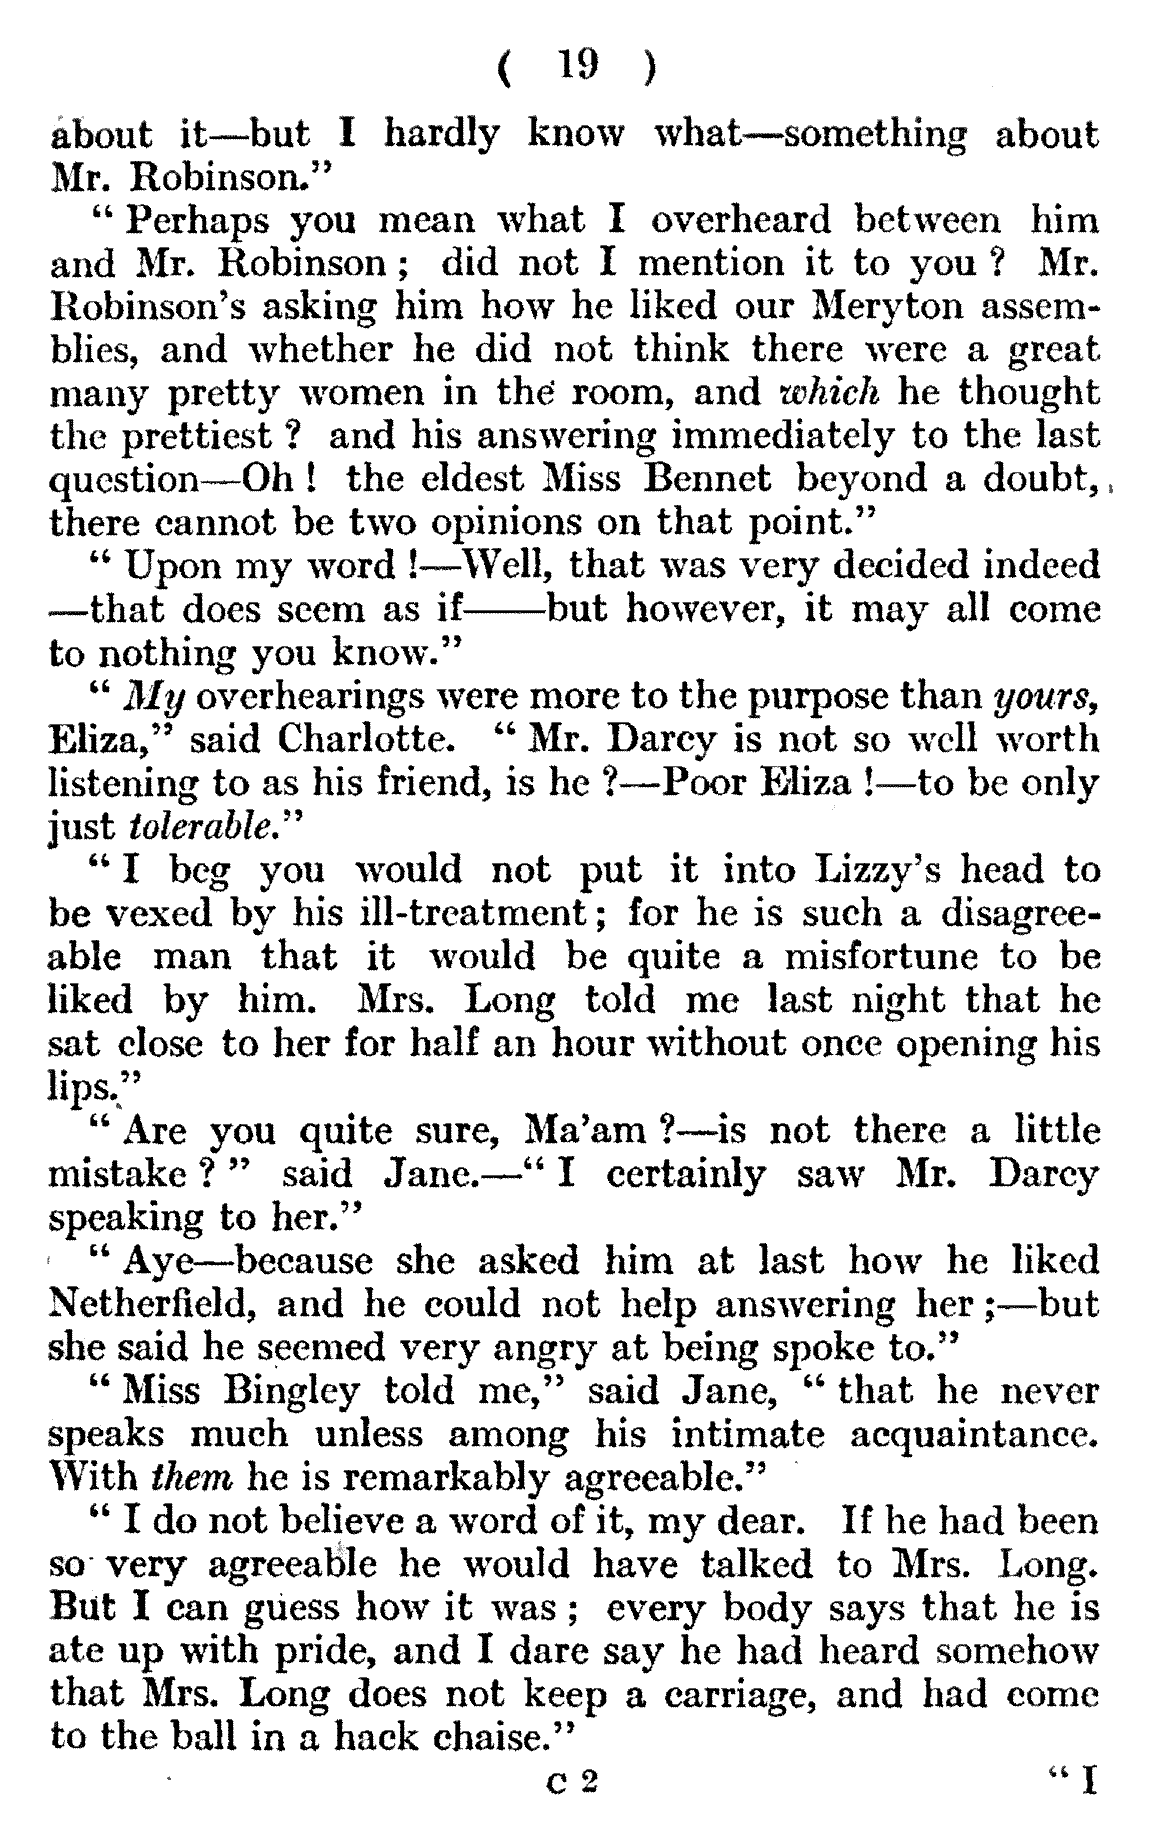 ( 19 )
about it—but I hardly know what—something about
Mr. Robinson.”
“ Perhaps you mean what I overheard between him
and Mr. Robinson ; did not I mention it to you ? Mr.
Robinson’s asking him how he liked our Meryton assem-
blies, and whether he did not think there were a great
many pretty women in the room, and which he thought
the prettiest ? and his answering immediately to the last
question—Oh ! the eldest Miss Bennet beyond a doubt,
there cannot be two opinions on that point.”
“ Upon my word !—Well, that was very decided indeed
—that does seem as if——but however, it may all come
to nothing you know.”
“ My overhearings were more to the purpose than yours,
Eliza,” said Charlotte. “ Mr. Darcy is not so well worth
listening to as his friend, is he ?—Poor Eliza !—to be only
just tolerable.”
“ I beg you would not put it into Lizzy’s head to
be vexed by his ill-treatment ; for he is such a disagree-
able man that it would be quite a misfortune to be
liked by him. Mrs. Long told me last night that he
sat close to her for half an hour without once opening his
lips.”
“ Are you quite sure, Ma’am ?—is not there a little
mistake ? ” said Jane.—“ I certainly saw Mr. Darcy
speaking to her.”
“ Aye—because she asked him at last how he liked
Netherfield, and he could not help answering her ;—but
she said he seemed very angry at being spoke to.”
“ Miss Bingley told me,” said Jane, “ that he never
speaks much unless among his intimate acquaintance.
With them he is remarkably agreeable.”
“ I do not believe a word of it, my dear. If he had been
so very agreeable he would have talked to Mrs. Long.
But I can guess how it was ; every body says that he is
ate up with pride, and I dare say he had heard somehow
that Mrs. Long does not keep a carriage, and had come
to the ball in a hack chaise.”
C 2 “ I